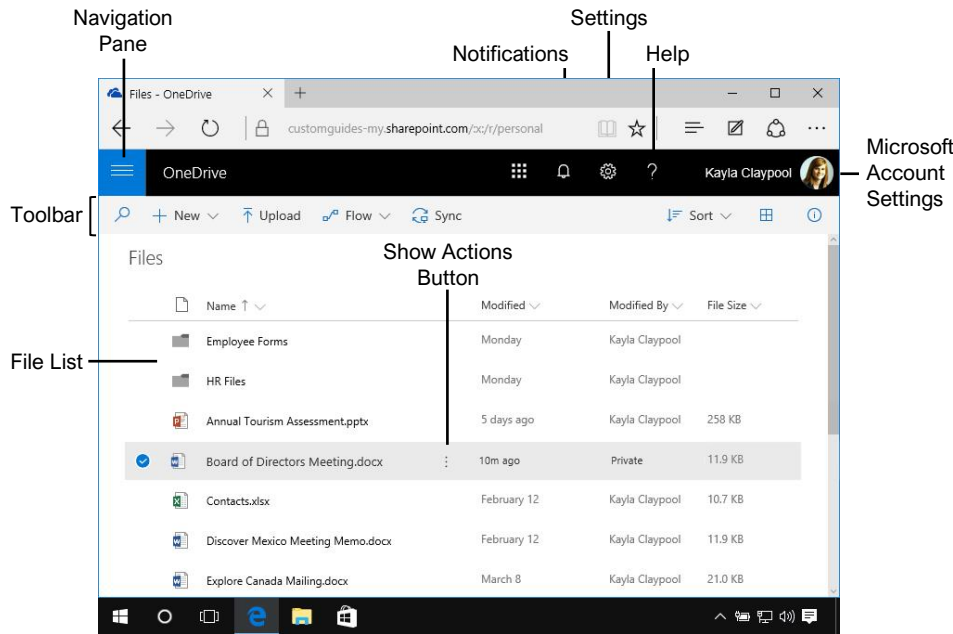 Navigation
Pane
Settings
Notifications
Help
Files - OneDrive
customguides-my.sharepoint.com/:x:/r/personal
OneDrive
Kayla Claypool
Microsoft
Account
Settings
Toolbar
New
Upload
Flow
Sync
Sort
Files
Show Actions
Button
Name
Modified
Modified By
File Size
File List
Employee Forms
Monday
Kayla Claypool
HR Files
Monday
Kayla Claypool
Annual Tourism Assessment.pptx
5 days ago
Kayla Claypool
258 KB
Board of Directors Meeting.docx
10m ago
Private
11.9 KB
Contacts.xlsx
February 12
Kayla Claypool
10.7 KB
Discover Mexico Meeting Memo.docx
February 12
Kayla Claypool
11.9 KB
Explore Canada Mailing.docx
March 8
Kayla Claypool
21.0 KB